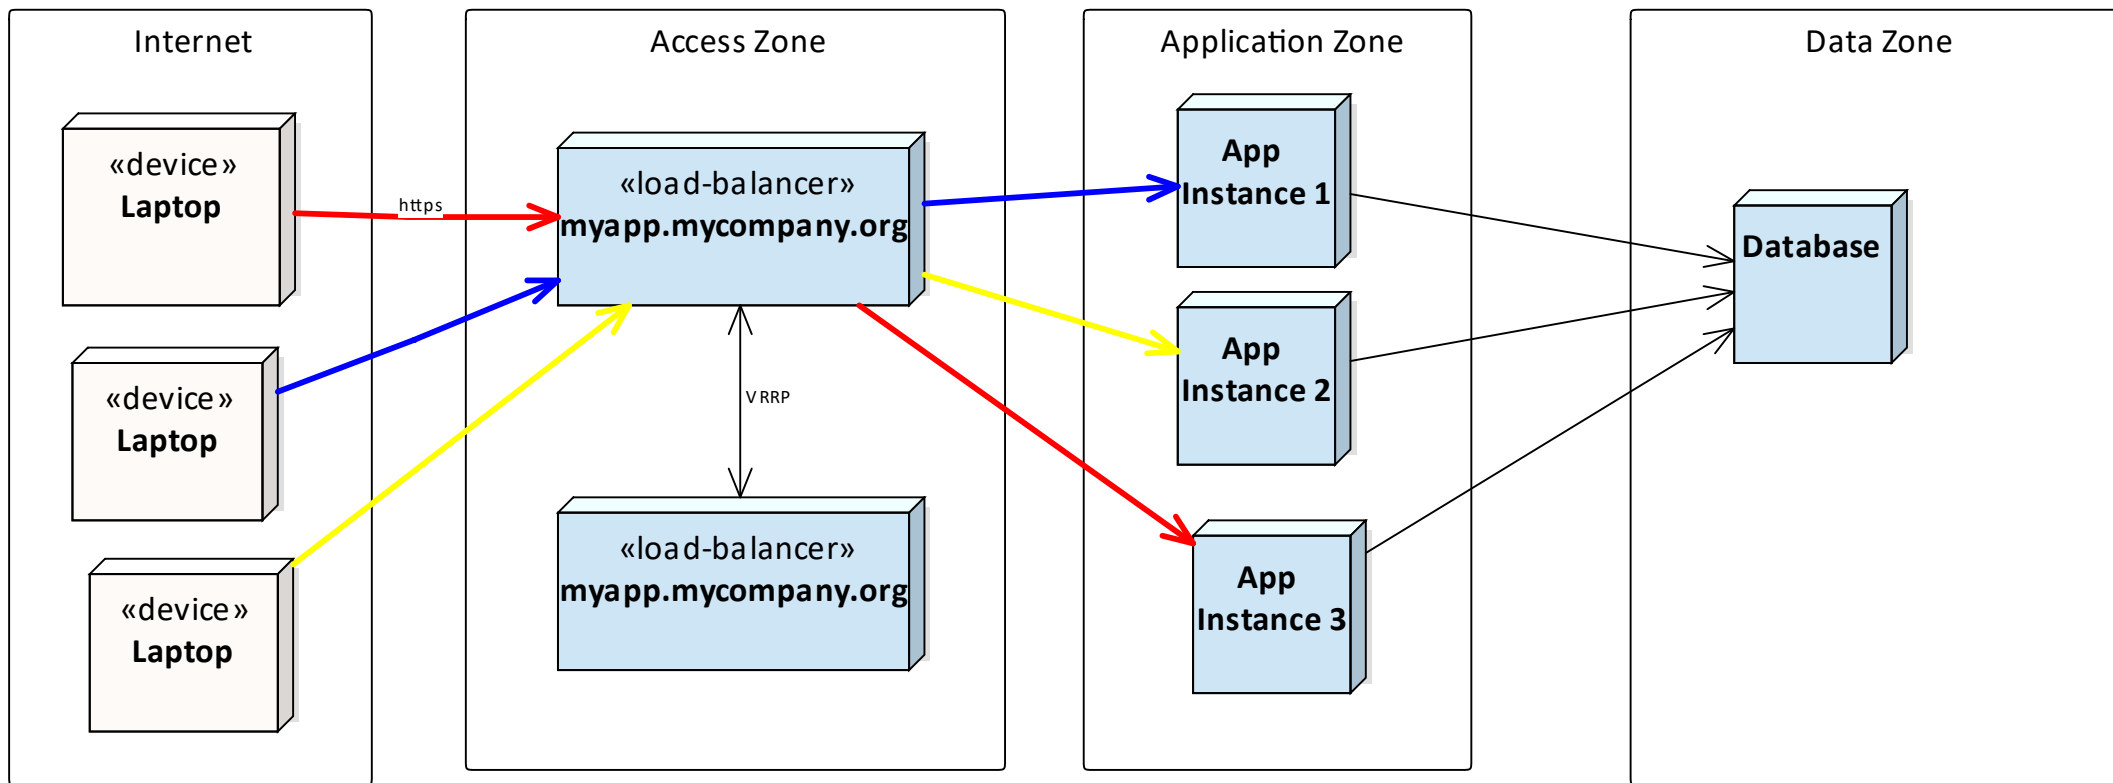 Internet
Access Zone
Application Zone
Data Zone
«device»
Laptop
https
«load-balancer»
myapp.mycompany.org
App
Instance 1
Database
«device»
Laptop
VRRP
App
Instance 2
«device»
Laptop
«load-balancer»
myapp.mycompany.org
App
Instance 3